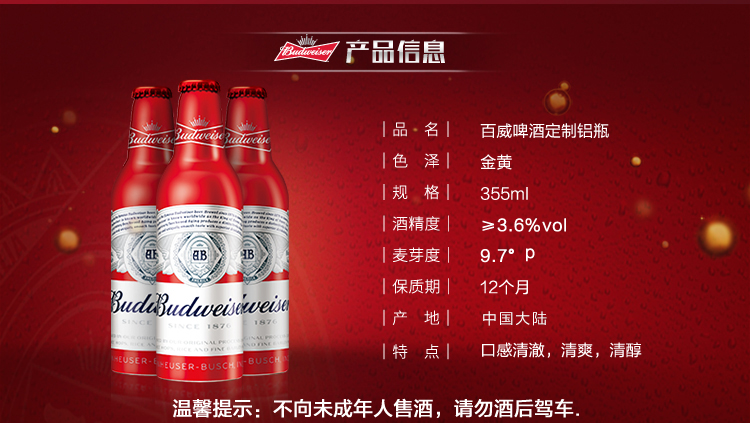 Budweiser 产品信息
品 名 百威啤酒定制铝瓶
色 泽 金黄
规 格 355ml
酒精度 ≥3.6%vol
麦芽度 9.7° p
保质期 12个月
产 地 中国大陆
特 点 口感清澈，清爽，清醇
Budweiser
AB
Budweiser
SINCE 1876
温馨提示：不向未成年人售酒，请勿酒后驾车.